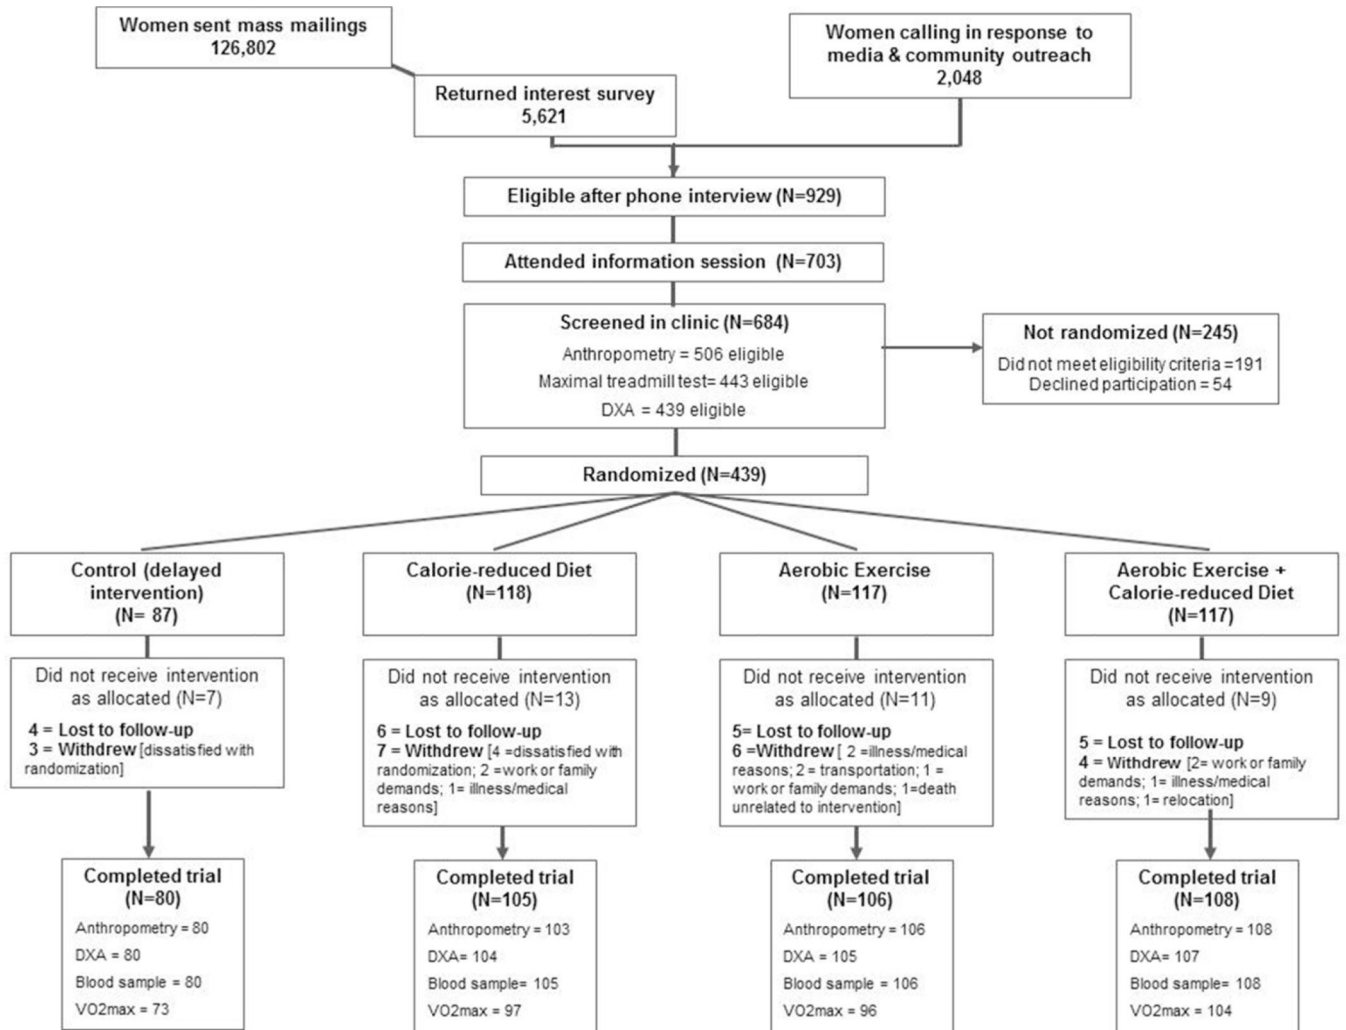 Women sent mass mailings
126,802
Women calling in response to
media & community outreach
2,048
Returned interest survey
5,621
Eligible after phone interview (N=929)
Attended information session (N=703)
Screened in clinic (N=684)
Anthropometry = 506 eligible
Maximal treadmill test= 443 eligible
DXA = 439 eligible
Not randomized (N=245)
Did not meet eligibility criteria =191
Declined participation = 54
Randomized (N=439)
Control (delayed
intervention)
(N= 87)
Calorie-reduced Diet
(N=118)
Aerobic Exercise
(N=117)
Aerobic Exercise +
Calorie-reduced Diet
(N=117)
Did not receive intervention
as allocated (N=7)
4 = Lost to follow-up
3 = Withdrew [dissatisfied with
randomization]
Did not receive intervention
as allocated (N=13)
6 = Lost to follow-up
7 = Withdrew [4 =dissatisfied with
randomization; 2 =work or family
demands; 1= illness/medical
reasons]
Did not receive intervention
as allocated (N=11)
5= Lost to follow-up
6 =Withdrew [ 2 =illness/medical
reasons; 2 = transportation; 1 =
work or family demands; 1=death
unrelated to intervention]
Did not receive intervention
as allocated (N=9)
5 = Lost to follow-up
4 = Withdrew [2= work or family
demands; 1= illness/medical
reasons; 1= relocation]
Completed trial
(N=80)
Anthropometry = 80
DXA = 80
Blood sample = 80
VO2max = 73
Completed trial
(N=105)
Anthropometry = 103
DXA= 104
Blood sample= 105
VO2max = 97
Completed trial
(N=106)
Anthropometry = 106
DXA = 105
Blood sample = 106
VO2max = 96
Completed trial
(N=108)
Anthropometry = 108
DXA = 107
Blood sample= 108
VO2max = 104